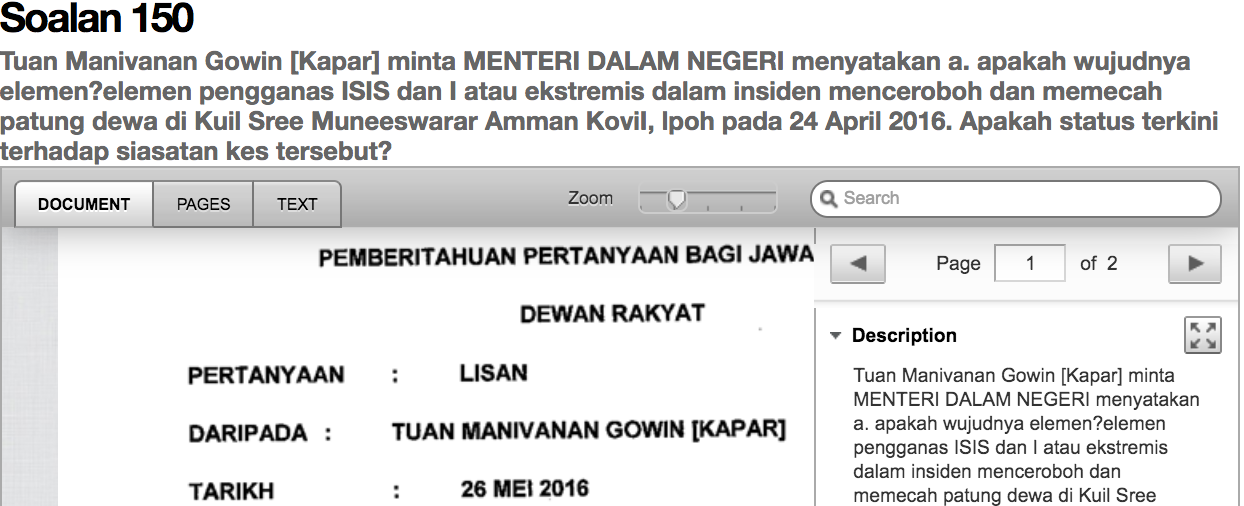 Soalan 150
Tuan Manivanan Gowin [Kapar] minta MENTERI DALAM NEGERI menyatakan a. apakah wujudnya
elemen?elemen pengganas ISIS dan I atau ekstremis dalam insiden menceroboh dan memecah
patung dewa di Kuil Sree Muneeswarar Amman Kovil, Ipoh pada 24 April 2016. Apakah status terkini
terhadap siasatan kes tersebut?
DOCUMENT PAGES TEXT Zoom Search
PEMBERITAHUAN PERTANYAAN BAGI JAWA
DEWAN RAKYAT
PERTANYAAN : LISAN
DARIPADA : TUAN MANIVANAN GOWIN [KAPAR]
TARIKH : 26 MEI 2016
Page 1 of 2
Description
Tuan Manivanan Gowin [Kapar] minta
MENTERI DALAM NEGERI menyatakan
a. apakah wujudnya elemen?elemen
pengganas ISIS dan I atau ekstremis
dalam insiden menceroboh dan
memecah patung dewa di Kuil Sree